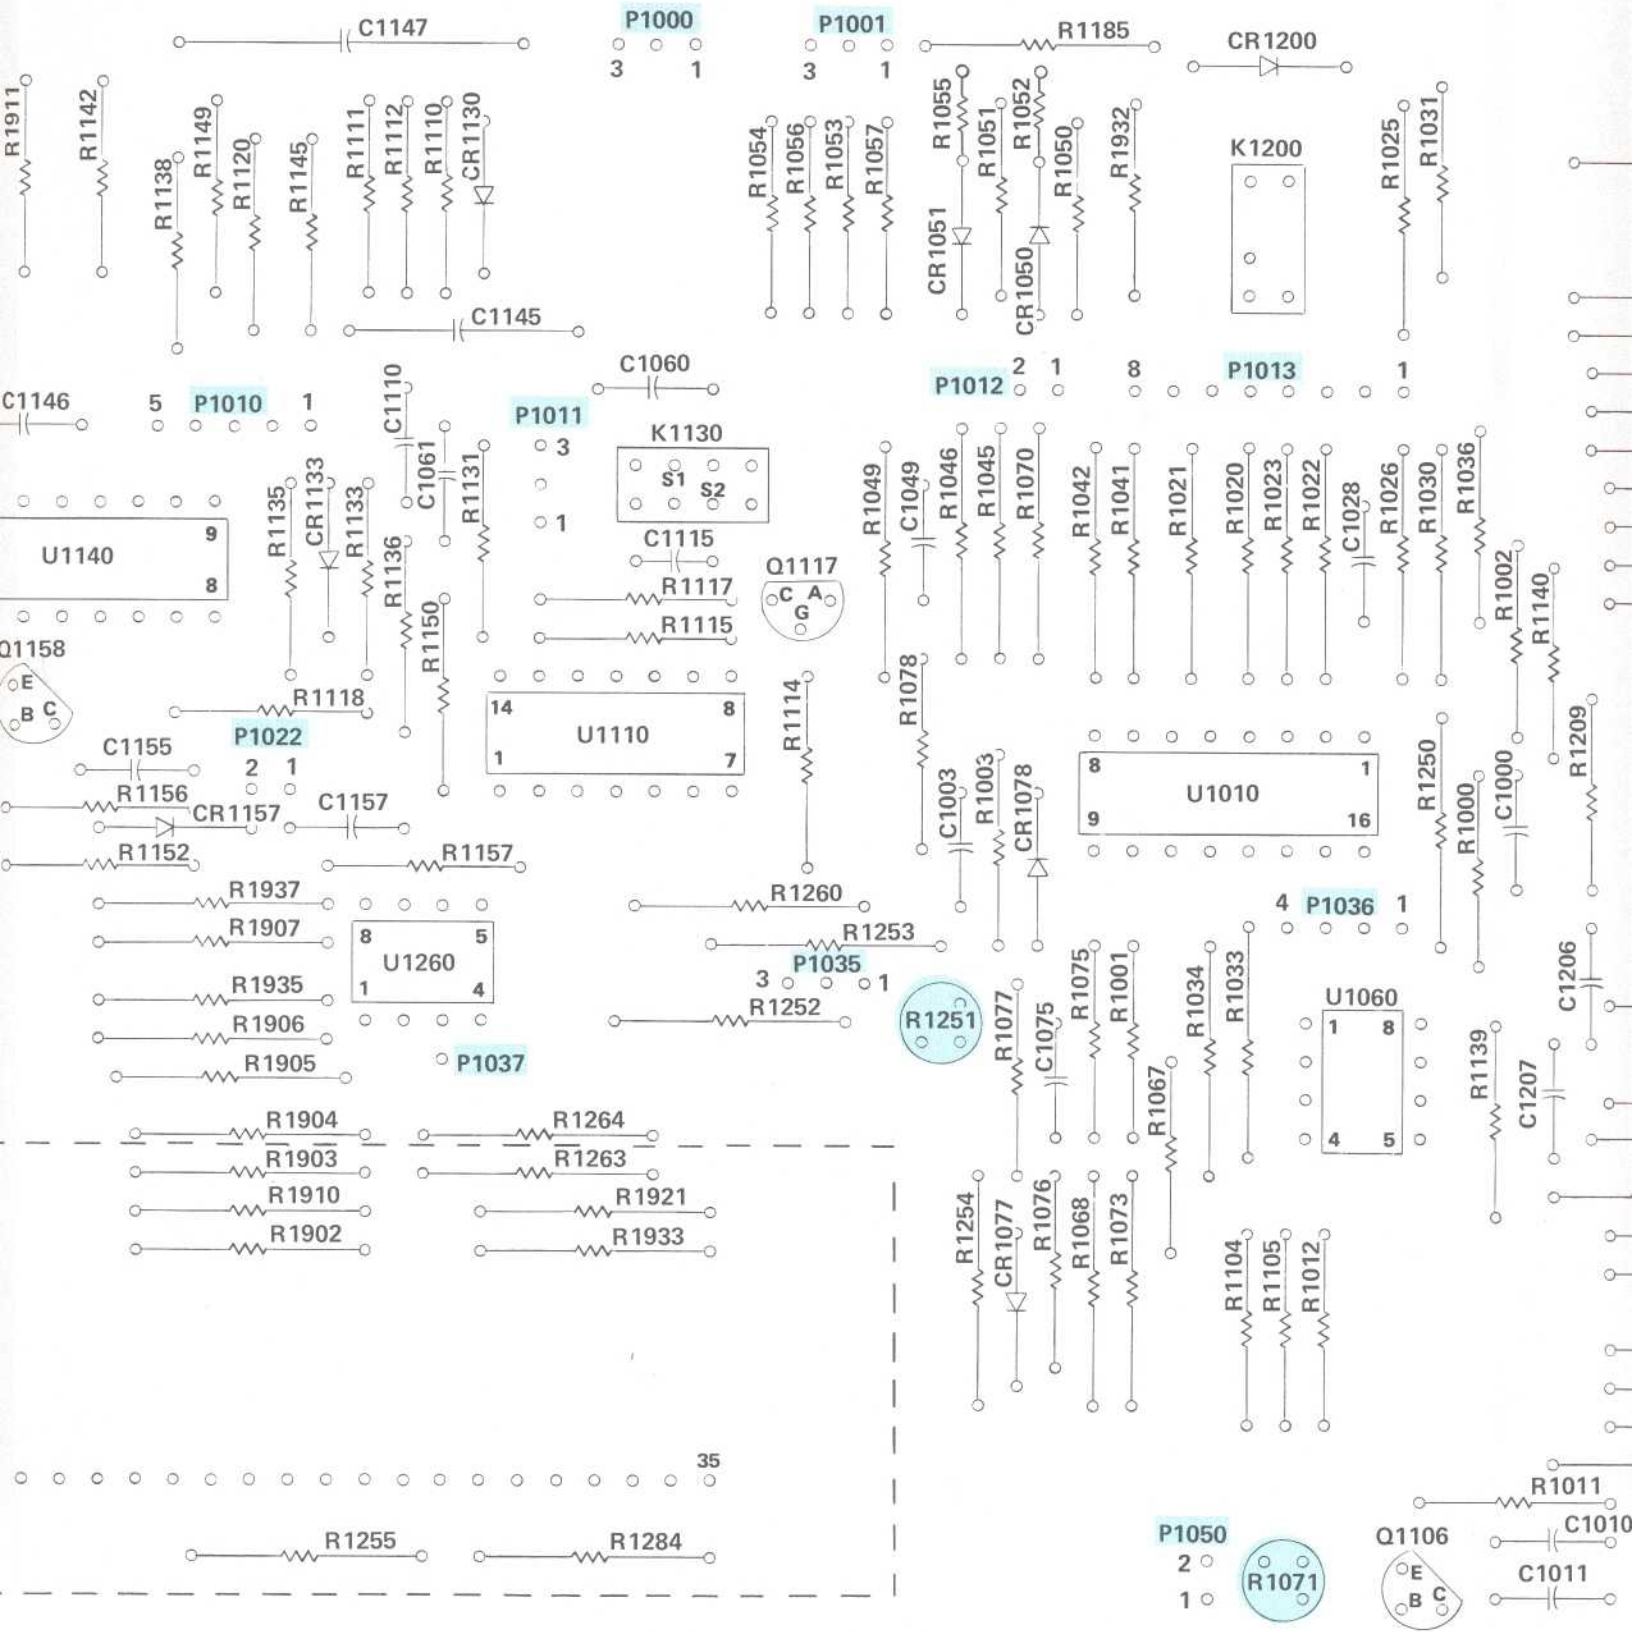 C1147
P1000
3 1
P1001
3 1
R1185
CR1200
R1911
R1142
R1138
R1149
R1120
R1145
R1111
R1112
R1110
CR1130
R1054
R1056
R1053
R1057
R1055
CR1051
R1051
R1052
CR1050
R1050
R1932
K1200
R1025
R1031
C1145
C1146
5 P1010 1
C1110
C1061
R1131
P1011
3
1
C1060
K1130
S1
S2
C1115
R1117
R1115
Q1117
C A
G
P1012
2 1
8 P1013 1
R1049
C1049
R1046
R1045
R1070
R1042
R1041
R1021
R1020
R1023
R1022
C1028
R1026
R1030
R1036
R1002
R1140
U1140
9
8
R1135
CR1133
R1133
R1136
R1150
Q1158
E
B C
R1118
P1022
2 1
C1155
R1156
CR1157
C1157
R1152
R1157
14 8
U1110
1 7
R1114
R1078
C1003
R1003
CR1078
8 1
U1010
9 16
R1250
R1000
C1000
R1209
R1937
R1907
R1935
R1906
R1905
8 5
U1260
1 4
P1037
R1260
R1253
P1035
3 1
R1252
R1251
R1077
C1075
R1075
R1001
R1067
R1034
R1033
4 P1036 1
U1060
1 8
4 5
R1139
C1206
C1207
R1904
R1264
R1903
R1263
R1910
R1921
R1902
R1933
R1254
CR1077
R1076
R1068
R1073
R1104
R1105
R1012
35
R1255
R1284
P1050
2
1
R1071
Q1106
E
B C
R1011
C1010
C1011